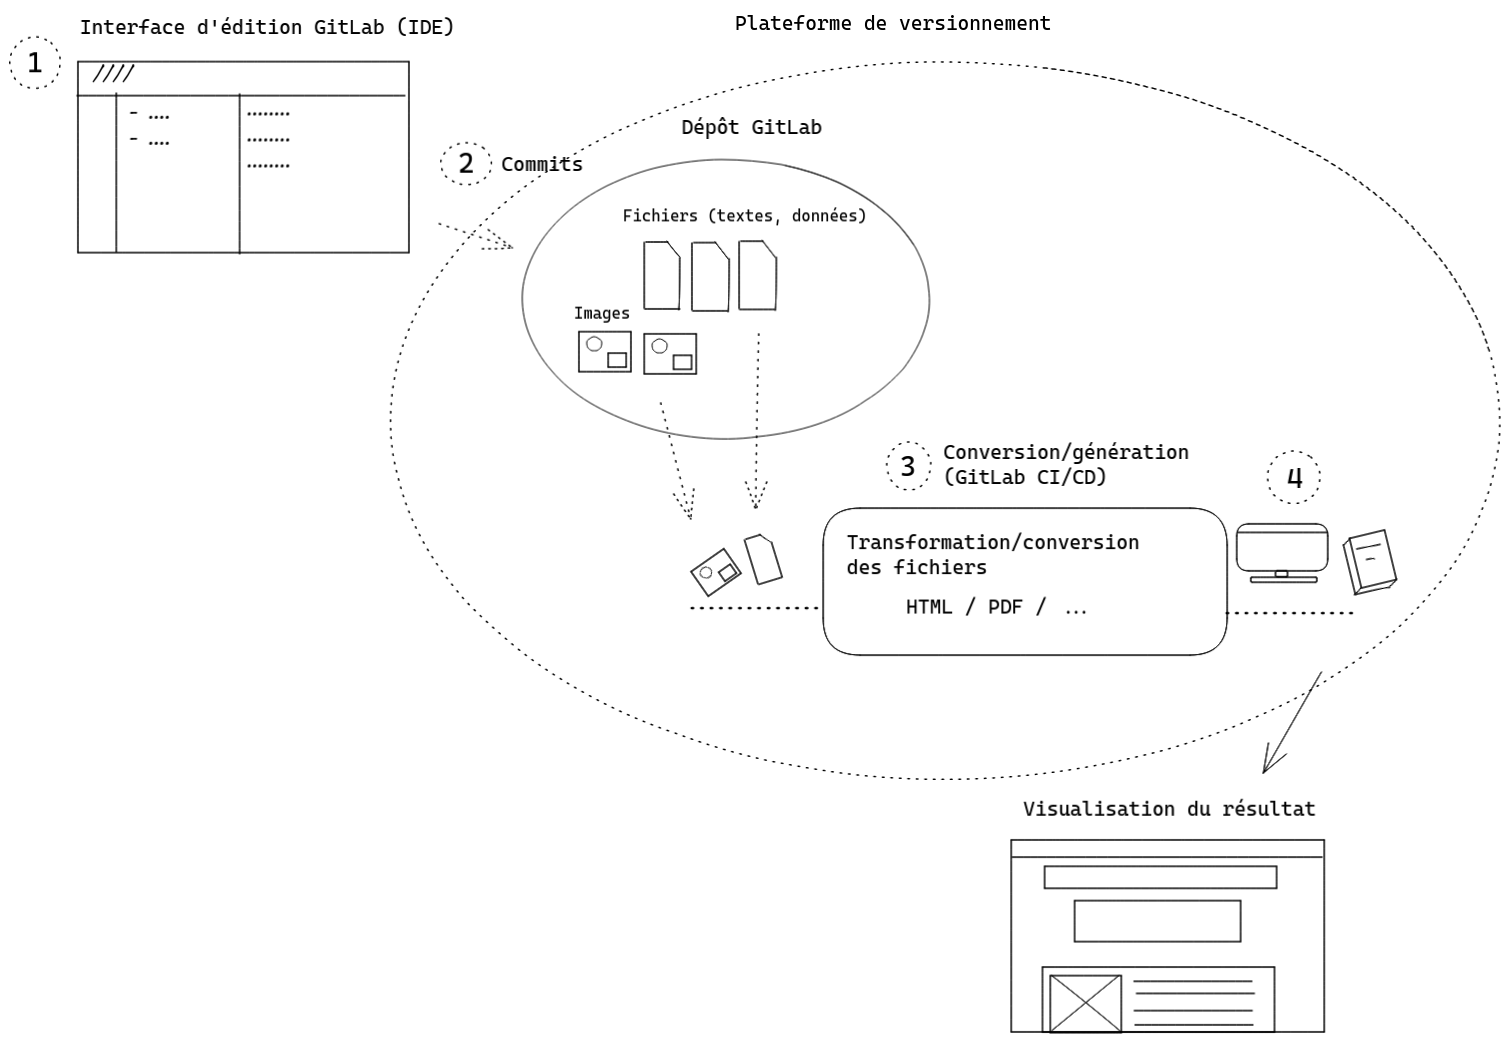 Interface d'édition GitLab (IDE)
Plateforme de versionnement
1
Dépôt GitLab
2
Commits
Fichiers (textes, données)
Images
3
Conversion/génération
(GitLab CI/CD)
4
Transformation/conversion
des fichiers
HTML / PDF / ...
Visualisation du résultat